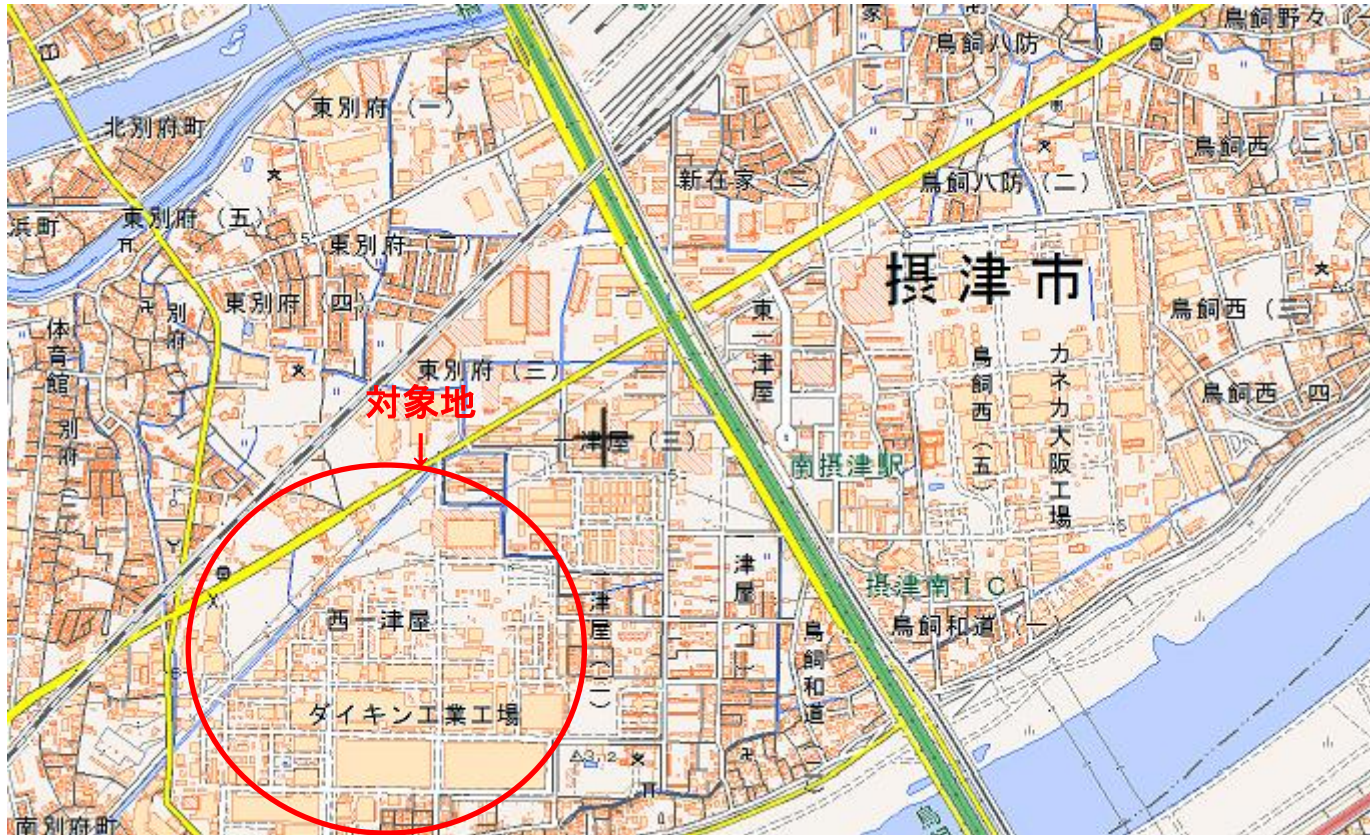 鳥飼野々
鳥飼八防（一）
東別府（一）
北別府町
鳥飼西（二）
新在家（二）
鳥飼八防（二）
浜町
東別府（五）
東別府（二）
摂津市
東別府（四）
別府
鳥飼西（三）
体育館
東一津屋
鳥飼西（五）
カネカ大阪工場
東別府（三）
鳥飼西（四）
対象地
↓
一津屋（三）
南摂津駅
別府（三）
摂津南IC
西一津屋
一津屋（二）
津屋（一）
鳥飼和道（一）
鳥飼和道（二）
ダイキン工業工場
3.2
南別府町